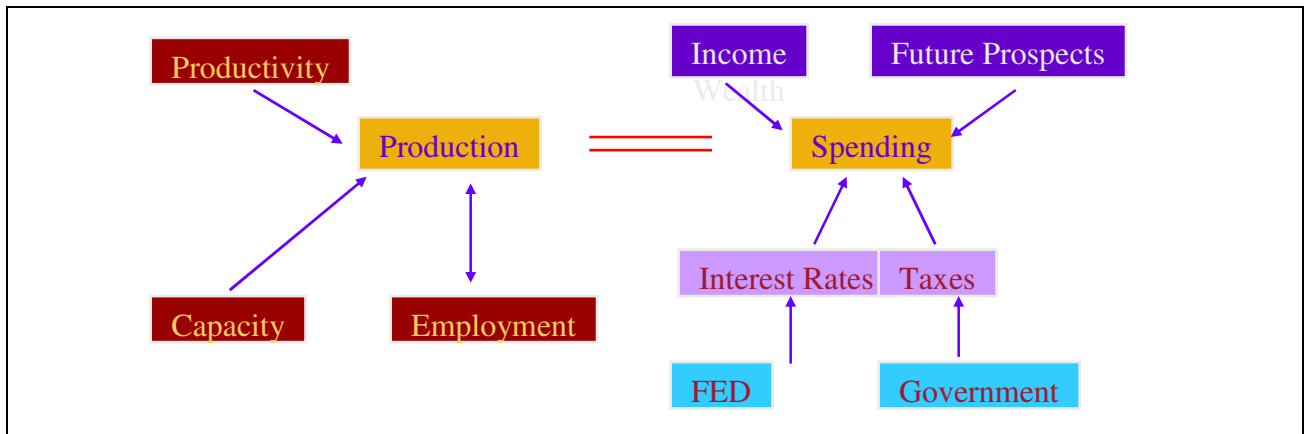 Productivity
Income
Wealth
Future Prospects
Production
Spending
Interest Rates
Taxes
Capacity
Employment
FED
Government